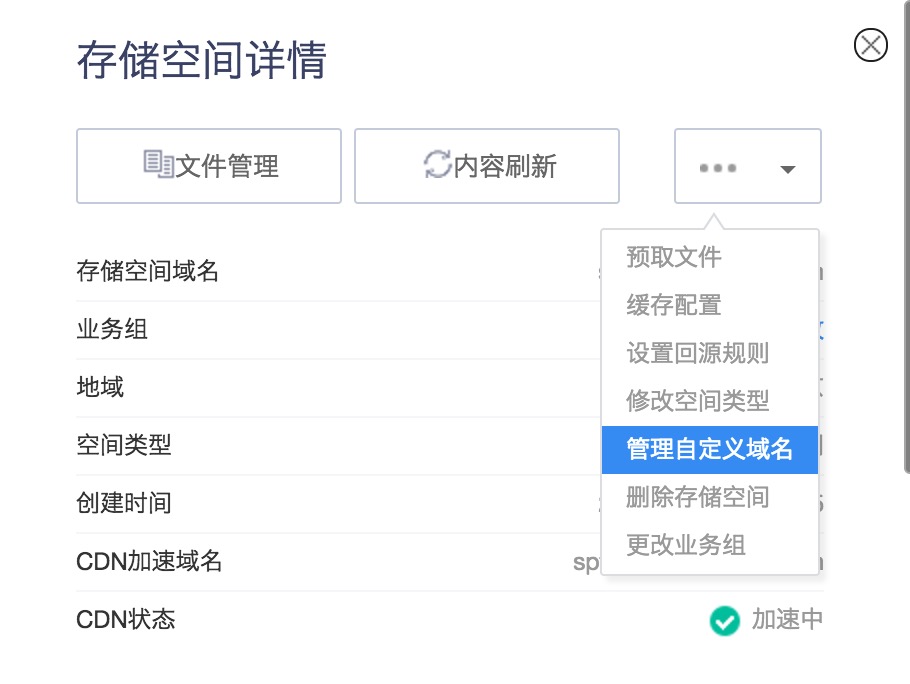 存储空间详情
文件管理
内容刷新
预取文件
缓存配置
设置回源规则
修改空间类型
管理自定义域名
删除存储空间
更改业务组
存储空间域名
业务组
地域
空间类型
创建时间
CDN加速域名
CDN状态
加速中